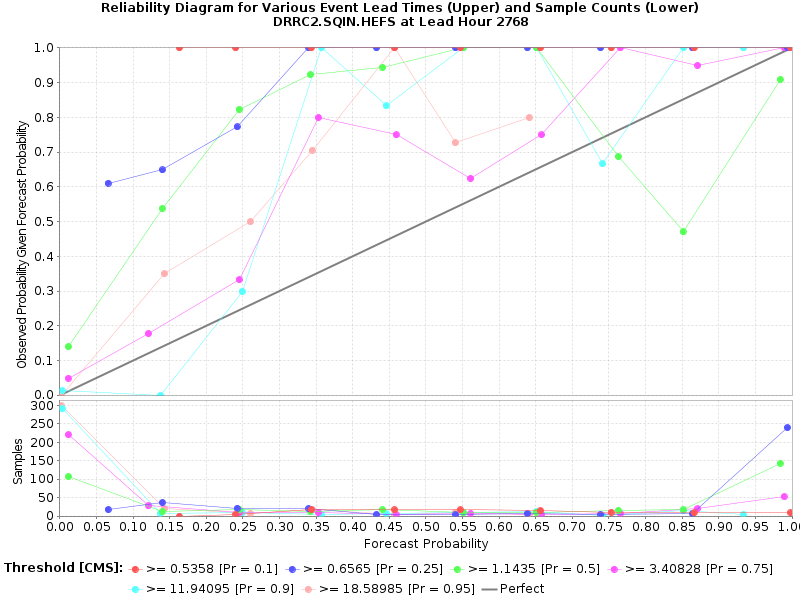 Reliability Diagram for Various Event Lead Times (Upper) and Sample Counts (Lower)
DRRC2.SQIN.HEFS at Lead Hour 2768
Observed Probability Given Forecast Probability
1.0
0.9
0.8
0.7
0.6
0.5
0.4
0.3
0.2
0.1
0.0
Samples
300
250
200
150
100
50
0
0.00 0.05 0.10 0.15 0.20 0.25 0.30 0.35 0.40 0.45 0.50 0.55 0.60 0.65 0.70 0.75 0.80 0.85 0.90 0.95 1.0
Forecast Probability
Threshold [CMS]: >= 0.5358 [Pr = 0.1] >= 0.6565 [Pr = 0.25] >= 1.1435 [Pr = 0.5] >= 3.40828 [Pr = 0.75]
>= 11.94095 [Pr = 0.9] >= 18.58985 [Pr = 0.95] Perfect